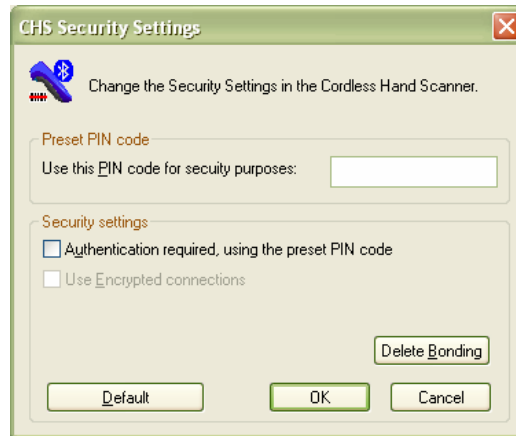 CHS Security Settings
Change the Security Settings in the Cordless Hand Scanner.
Preset PIN code
Use this PIN code for secuity purposes:
Security settings
Authentication required, using the preset PIN code
Use Encrypted connections
Delete Bonding
Default OK Cancel